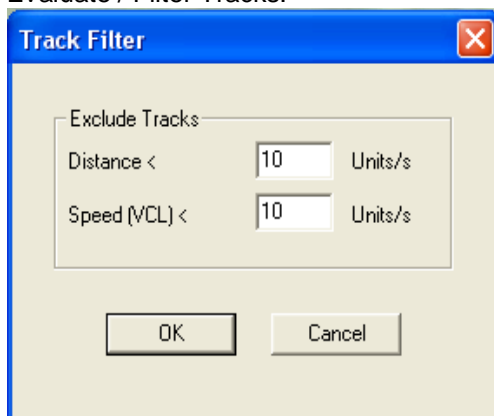 Evaluate / Filter Tracks.
Track Filter
Exclude Tracks
Distance < 10 Units/s
Speed (VCL) < 10 Units/s
OK Cancel